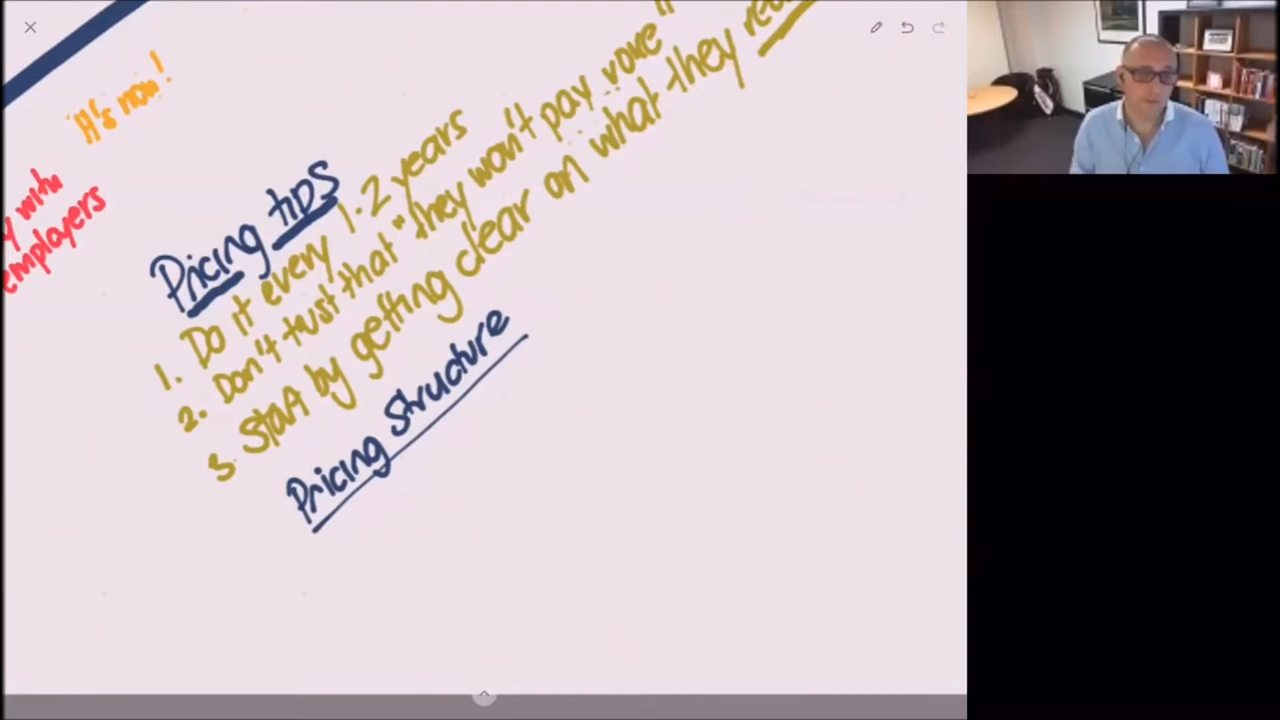 It's now!
y with
employers
Pricing tips
1. Do it every 1-2 years
2. Don't trust that "they won't pay more"
3. Start by getting clear on what they
Pricing Structure